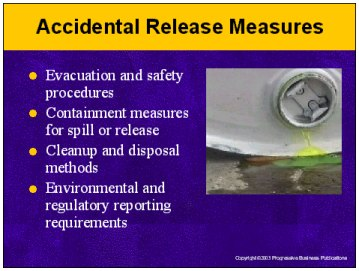 Accidental Release Measures
Evacuation and safety
procedures
Containment measures
for spill or release
Cleanup and disposal
methods
Environmental and
regulatory reporting
requirements
Copyright ©2003 Progressive Business Publications